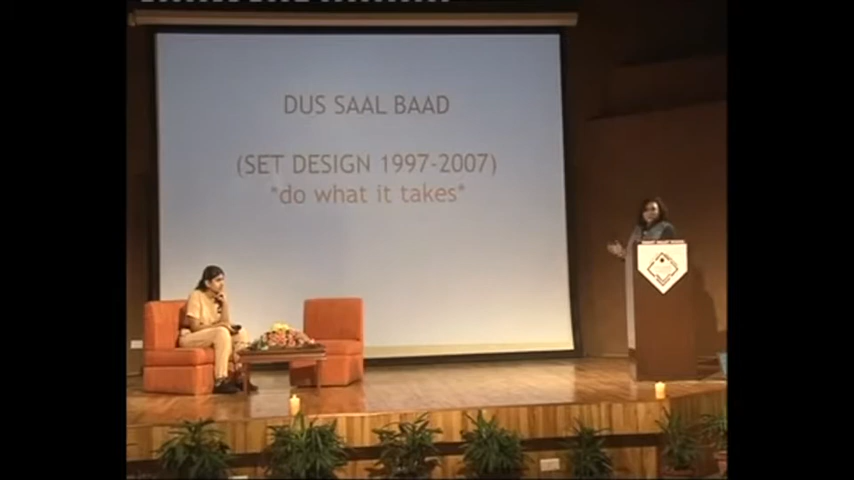 DUS SAAL BAAD
(SET DESIGN 1997-2007)
*do what it takes*